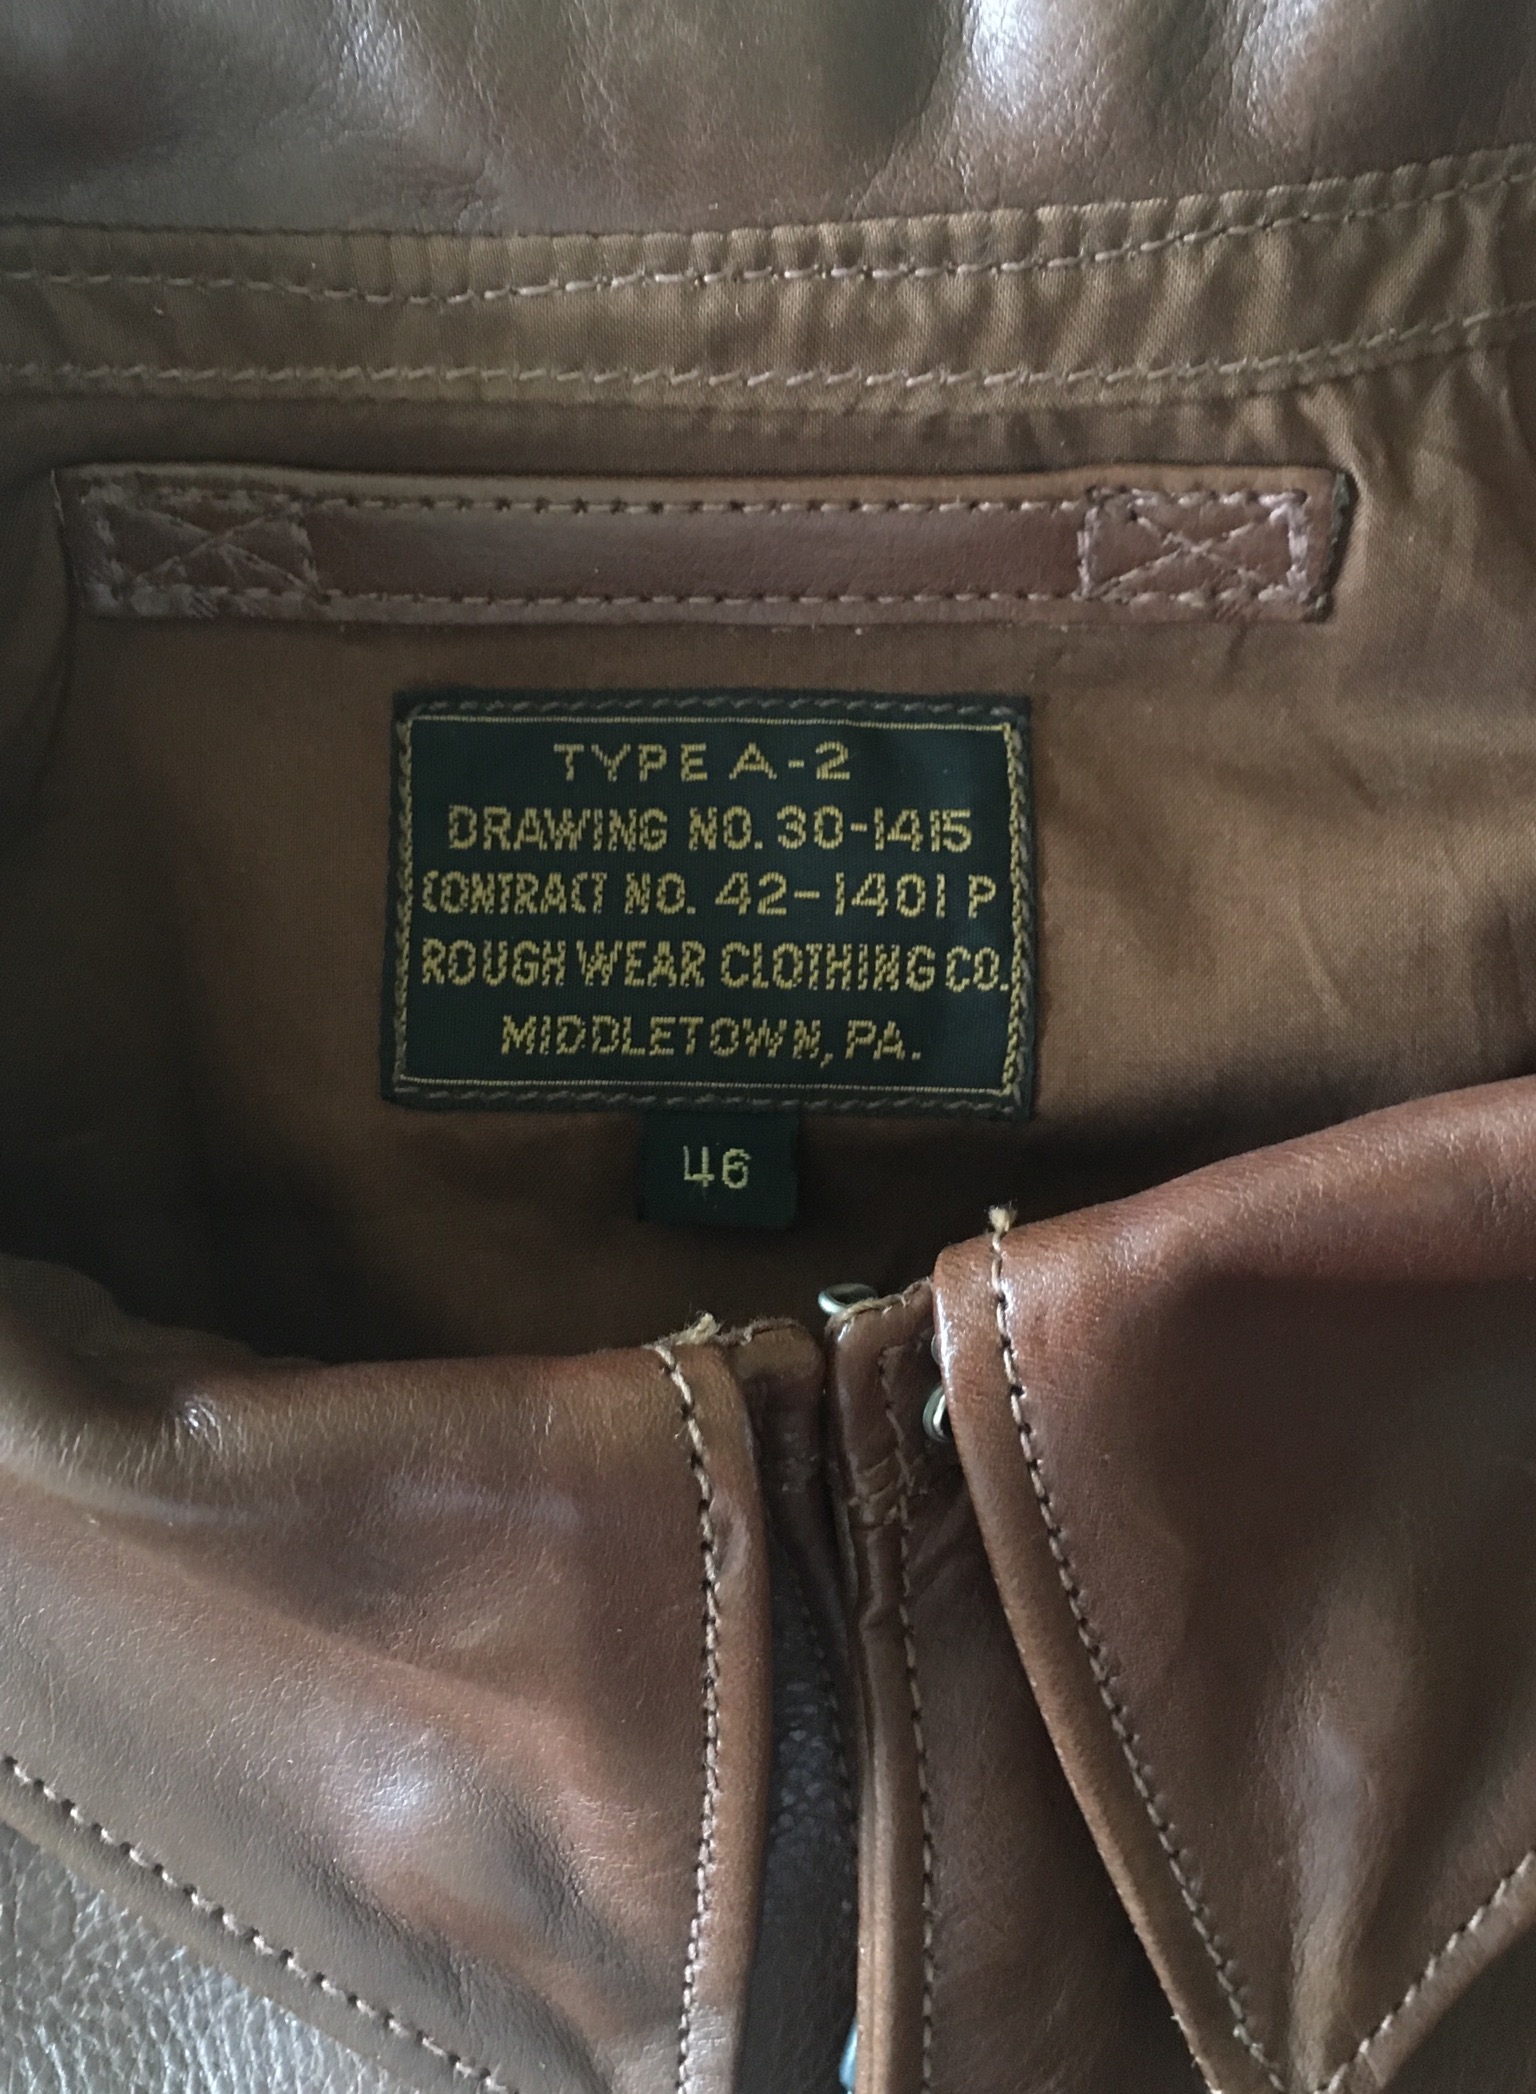 TYPE A-2
DRAWING NO. 30-1415
CONTRACT NO. 42-1401 P
ROUGH WEAR CLOTHING CO.
MIDDLETOWN, PA.
46